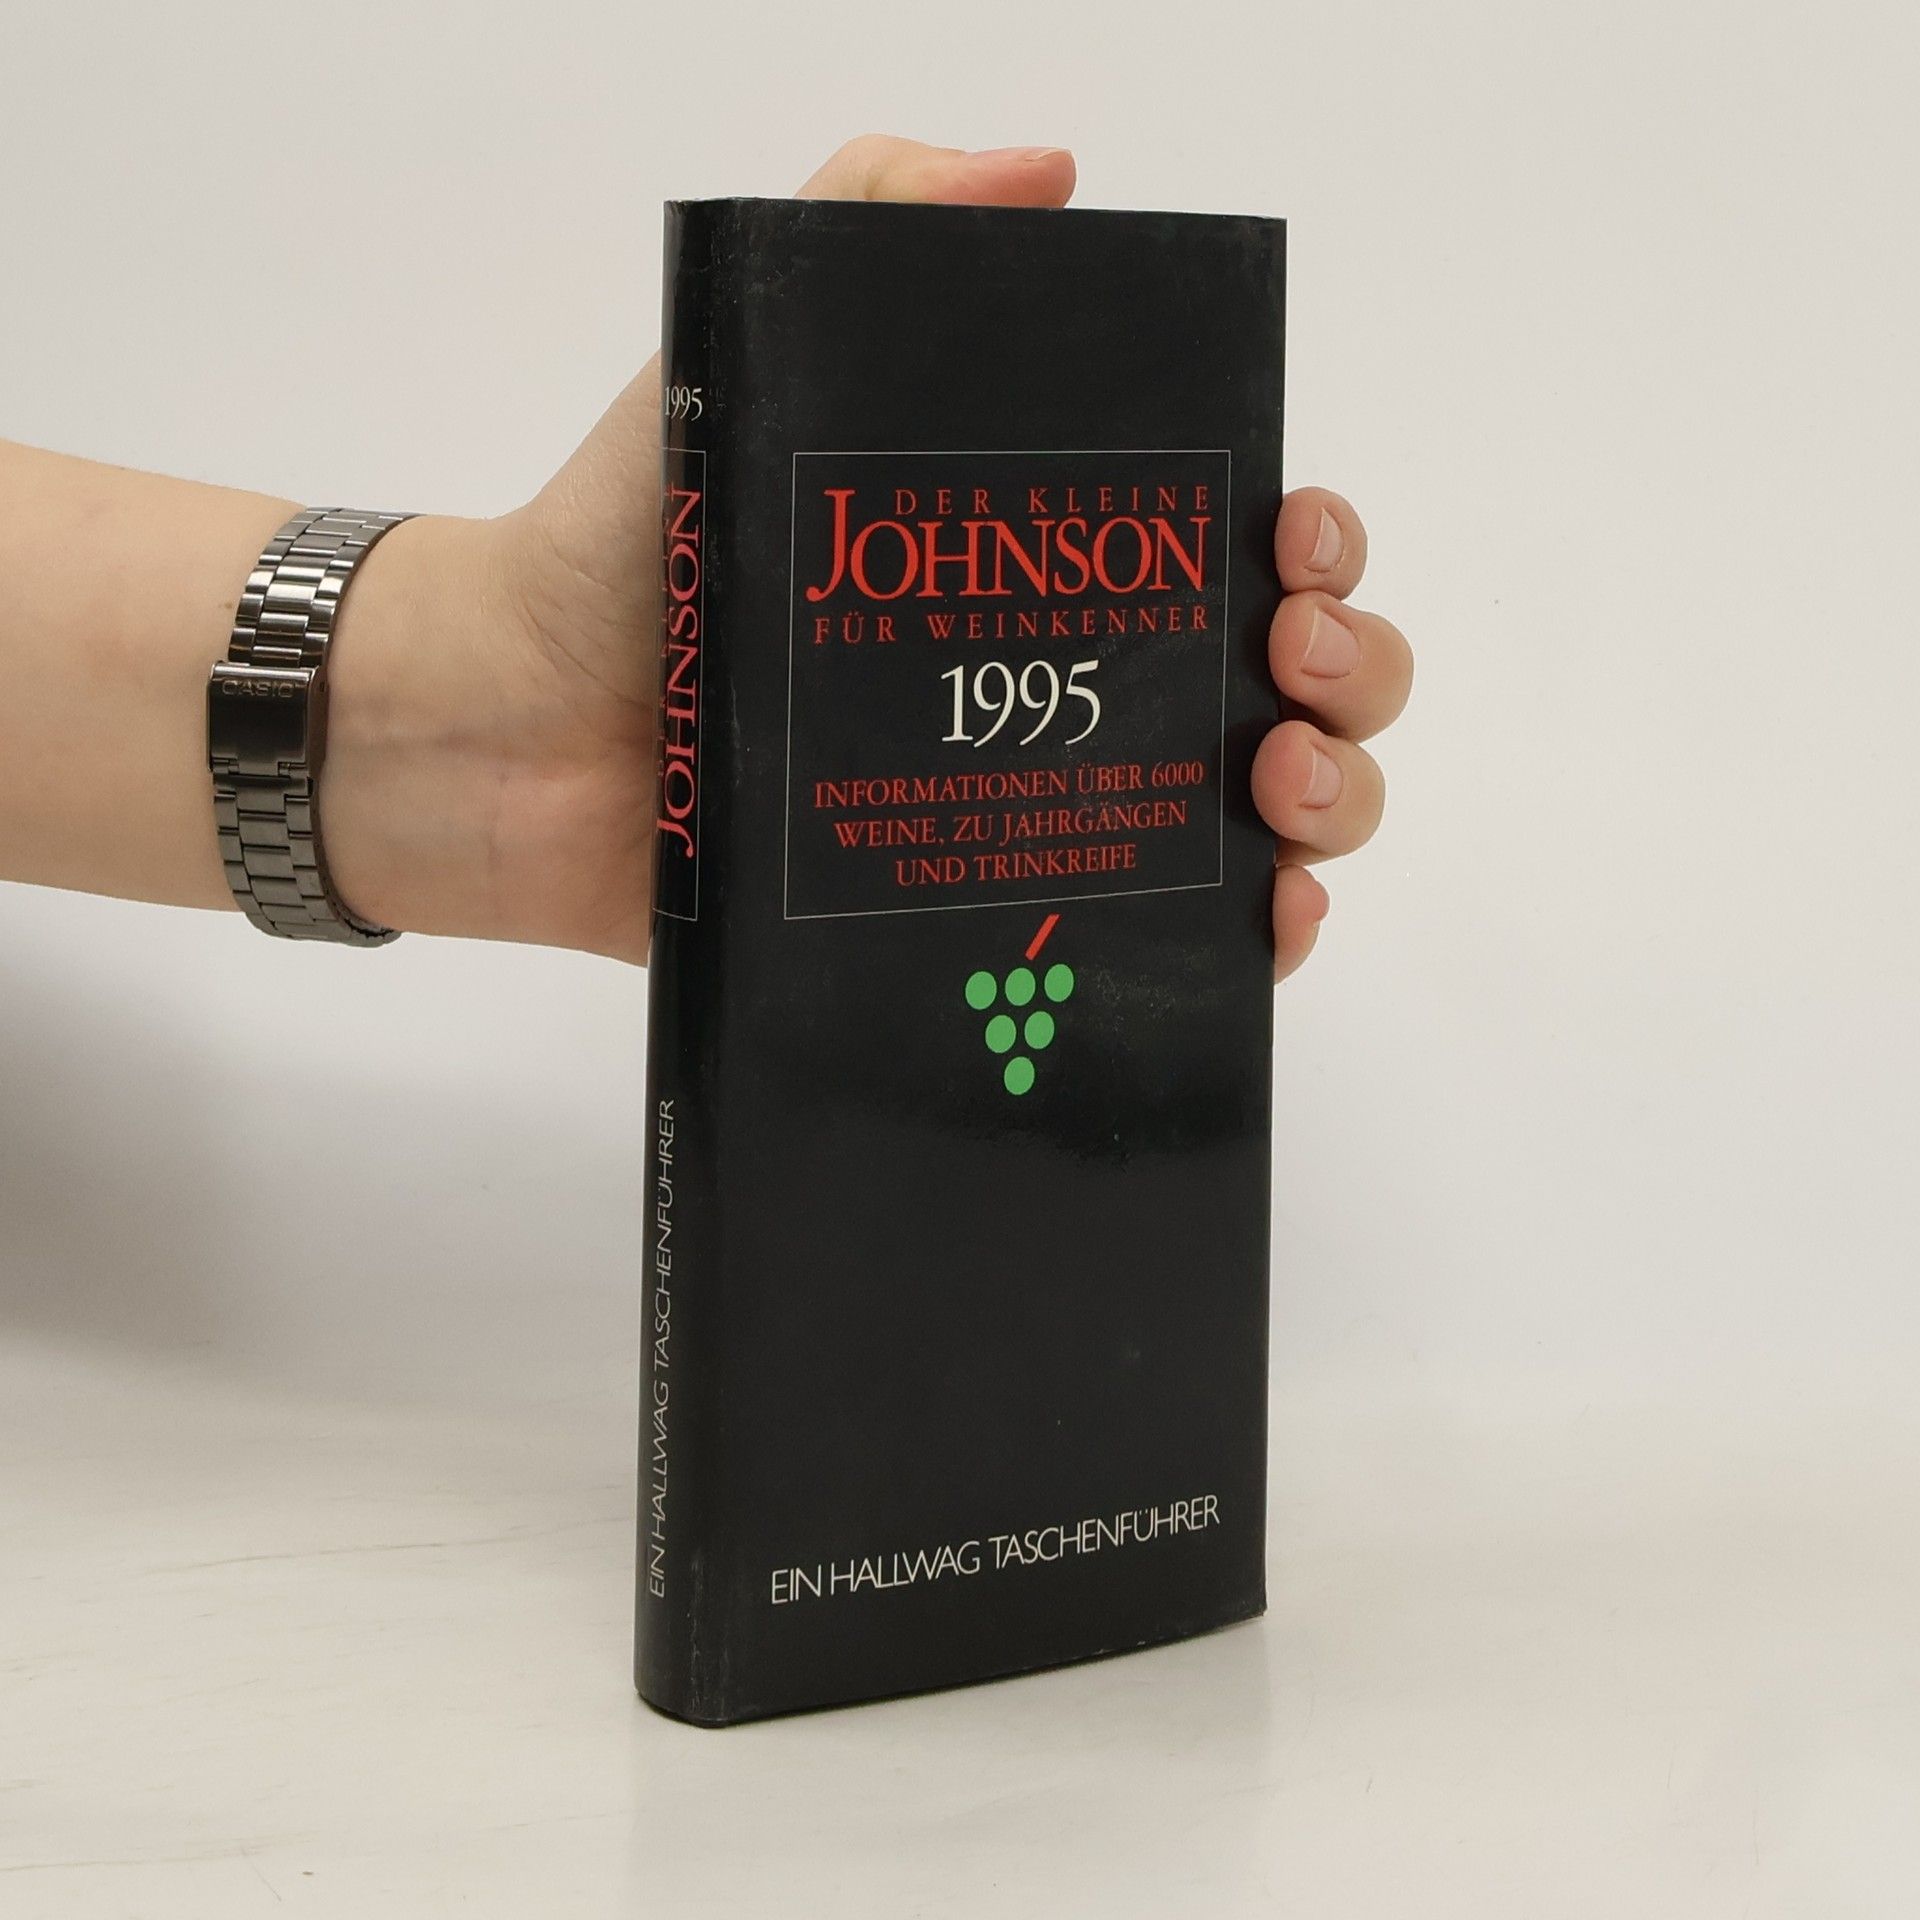 CASIO
1995
JOHNSON
EIN HALLWAG TASCHENFÜHRER
DER KLEINE
JOHNSON
FÜR WEINKENNER
1995
INFORMATIONEN ÜBER 6000
WEINE, ZU JAHRGÄNGEN
UND TRINKREIFE
EIN HALLWAG TASCHENFÜHRER